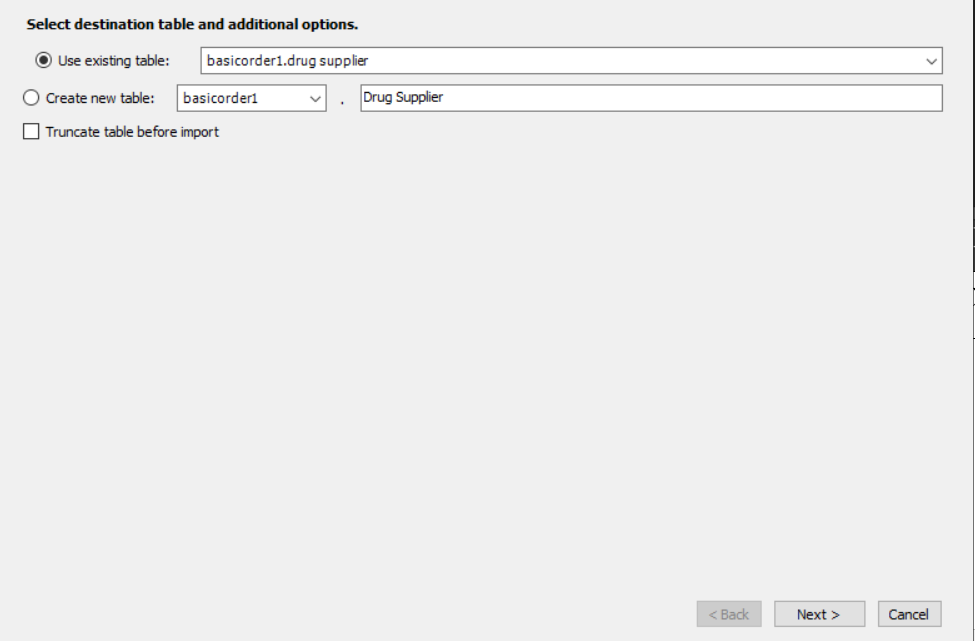 Select destination table and additional options.
Use existing table: basicorder1.drug supplier
Create new table: basicorder1 . Drug Supplier
Truncate table before import
< Back Next > Cancel